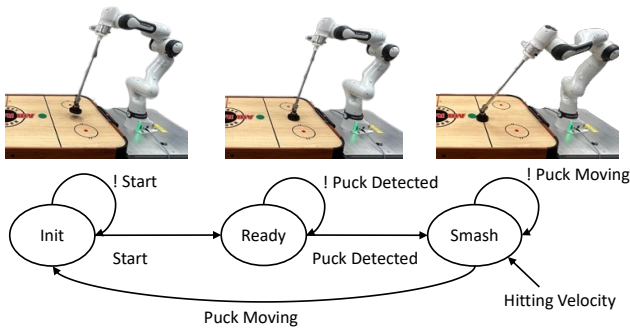 ! Start
! Puck Detected
! Puck Moving
Init
Ready
Smash
Start
Puck Detected
Hitting Velocity
Puck Moving